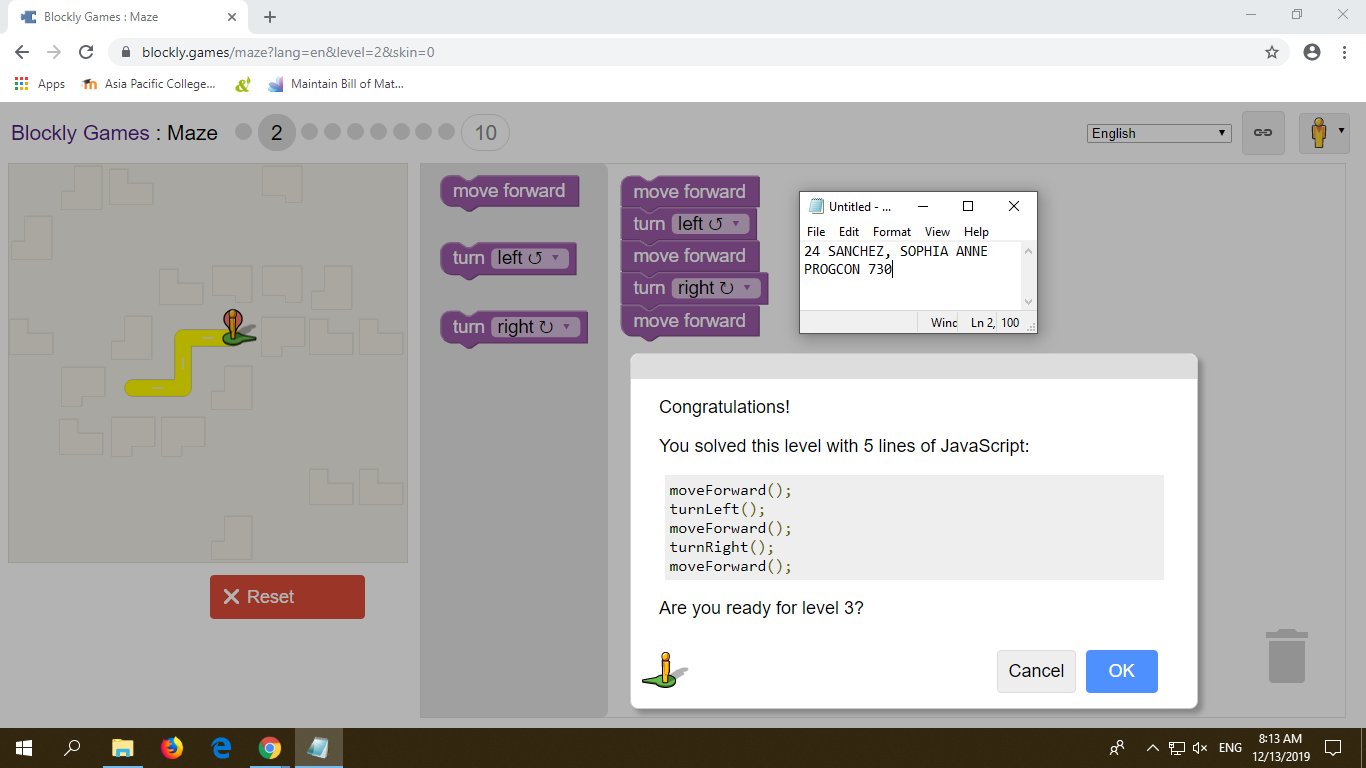 Blockly Games : Maze
blockly.games/maze?lang=en&level=2&skin=0
Apps Asia Pacific College... Maintain Bill of Mat...
Blockly Games : Maze 2 10 English
move forward
turn left ↺
turn right ↻
move forward
turn left ↺
move forward
turn right ↻
move forward
Untitled - ...
File Edit Format View Help
24 SANCHEZ, SOPHIA ANNE
PROGCON 730
Wind Ln 2, 100
Congratulations!
You solved this level with 5 lines of JavaScript:
moveForward();
turnLeft();
moveForward();
turnRight();
moveForward();
Are you ready for level 3?
Cancel OK
Reset
ENG
8:13 AM
12/13/2019